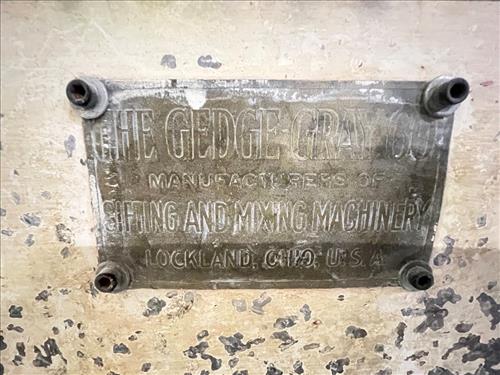 THE GEDGE-GRAY CO.
MANUFACTURERS OF
SIFTING AND MIXING MACHINERY
LOCKLAND, OHIO, U.S.A.